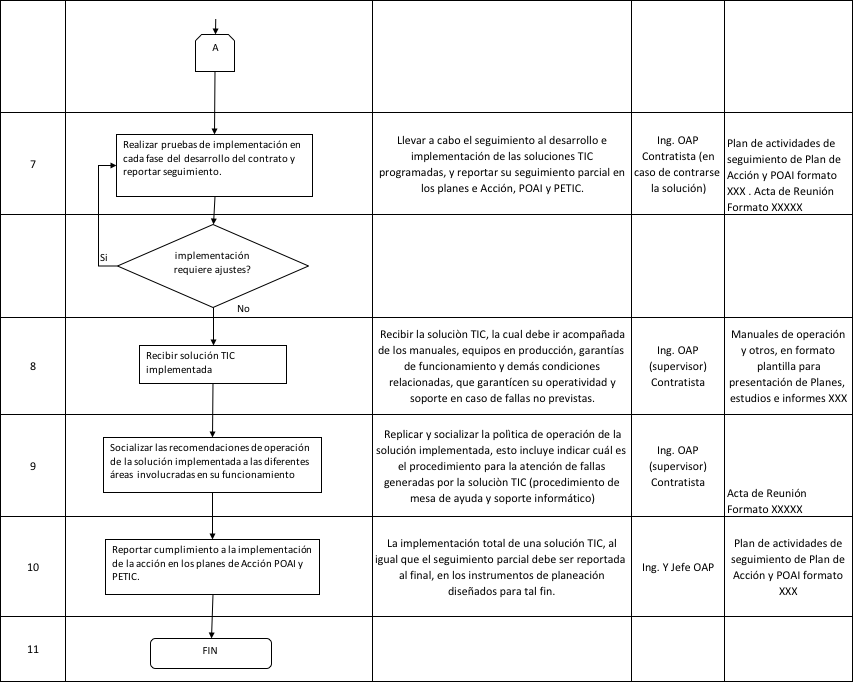 A
7
Realizar pruebas de implementación en
cada fase del desarrollo del contrato y
reportar seguimiento.
Llevar a cabo el seguimiento al desarrollo e
implementación de las soluciones TIC
programadas, y reportar su seguimiento parcial en
los planes e Acción, POAI y PETIC.
Ing. OAP
Contratista (en
caso de contrarse
la solución)
Plan de actividades de
seguimiento de Plan de
Acción y POAI formato
XXX . Acta de Reunión
Formato XXXXX
implementación
requiere ajustes?
Si
No
8
Recibir solución TIC
implementada
Recibir la soluciòn TIC, la cual debe ir acompañada
de los manuales, equipos en producción, garantías
de funcionamiento y demás condiciones
relacionadas, que garantícen su operatividad y
soporte en caso de fallas no previstas.
Ing. OAP
(supervisor)
Contratista
Manuales de operación
y otros, en formato
plantilla para
presentación de Planes,
estudios e informes XXX
9
Socializar las recomendaciones de operación
de la solución implementada a las diferentes
áreas involucradas en su funcionamiento
Replicar y socializar la polìtica de operación de la
solución implementada, esto incluye indicar cuál es
el procedimiento para la atención de fallas
generadas por la soluciòn TIC (procedimiento de
mesa de ayuda y soporte informático)
Ing. OAP
(supervisor)
Contratista
Acta de Reunión
Formato XXXXX
10
Reportar cumplimiento a la implementación
de la acción en los planes de Acción POAI y
PETIC.
La implementación total de una solución TIC, al
igual que el seguimiento parcial debe ser reportada
al final, en los instrumentos de planeación
diseñados para tal fin.
Ing. Y Jefe OAP
Plan de actividades de
seguimiento de Plan de
Acción y POAI formato
XXX
11
FIN